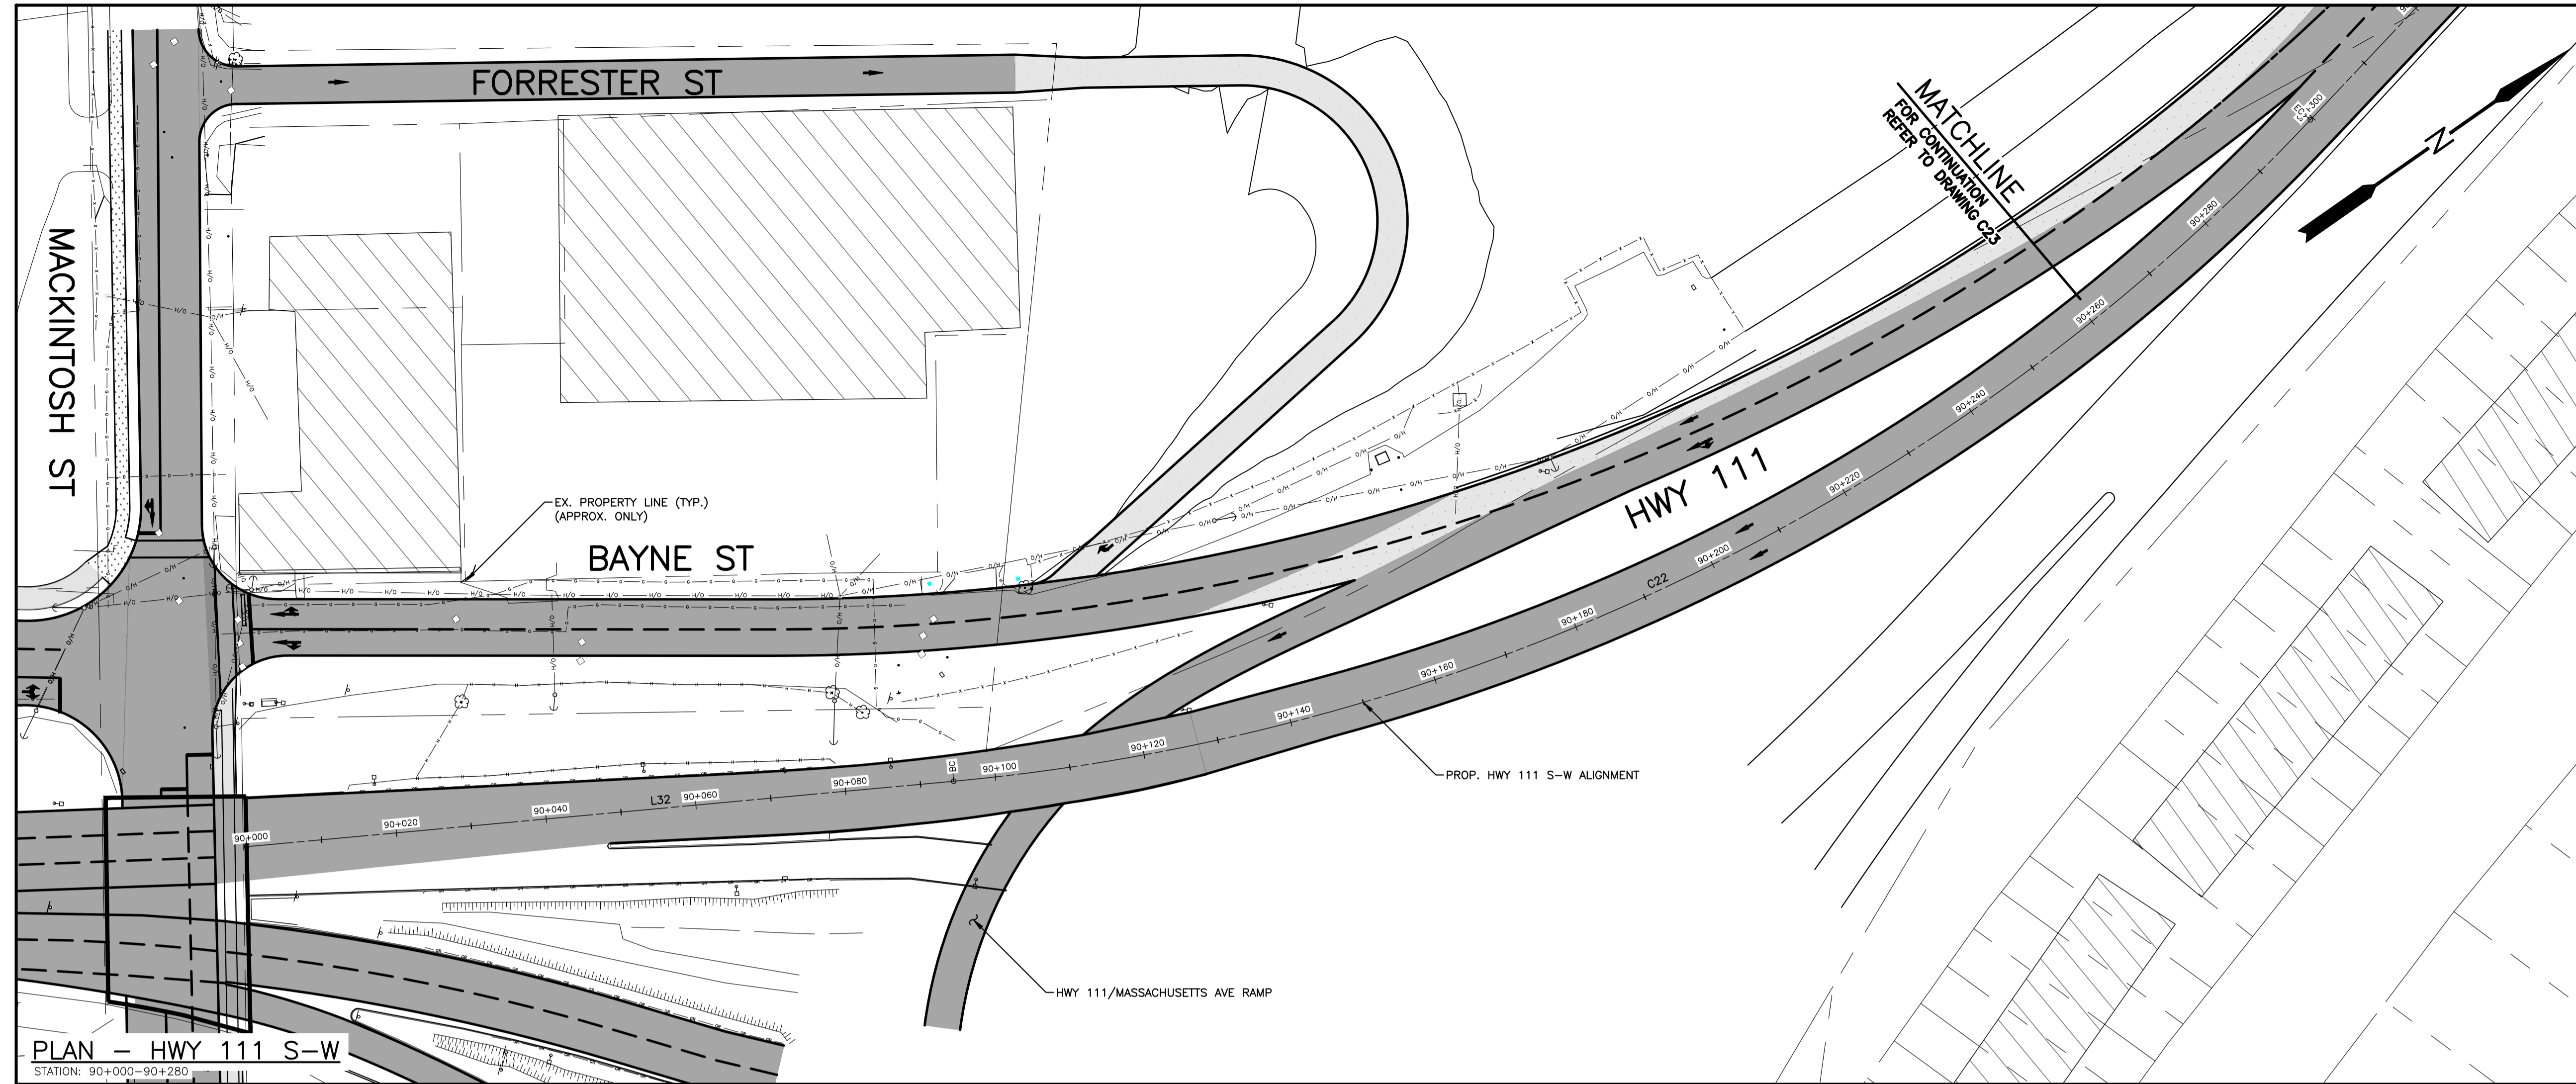 FORRESTER ST
MACKINTOSH ST
MATCHLINE
FOR CONTINUATION
REFER TO DRAWING C23
N
EX. PROPERTY LINE (TYP.)
(APPROX. ONLY)
BAYNE ST
HWY 111
90+000
90+020
90+040
L32
90+060
90+080
BC
90+100
90+120
90+140
90+160
90+180
C22
90+200
90+220
90+240
90+260
90+280
PROP. HWY 111 S-W ALIGNMENT
HWY 111/MASSACHUSETTS AVE RAMP
PLAN - HWY 111 S-W
STATION: 90+000-90+280